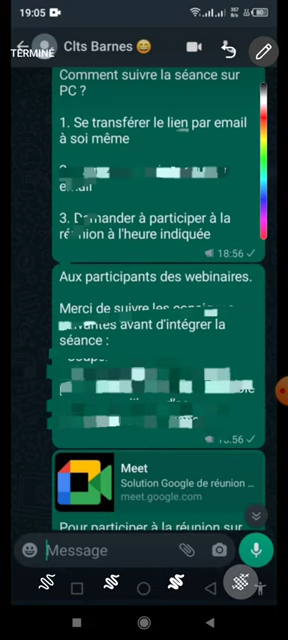 19:05
TERMINÉ
Clts Barnes 😄
Comment suivre la séance sur
PC ?
1. Se transférer le lien par email
à soi même
email
3. Demander à participer à la
réunion à l'heure indiquée
18:56
Aux participants des webinaires.
Merci de suivre les consignes
suivantes avant d'intégrer la
séance :
Meet
Solution Google de réunion ...
meet.google.com
Pour participer à la réunion sur
Message